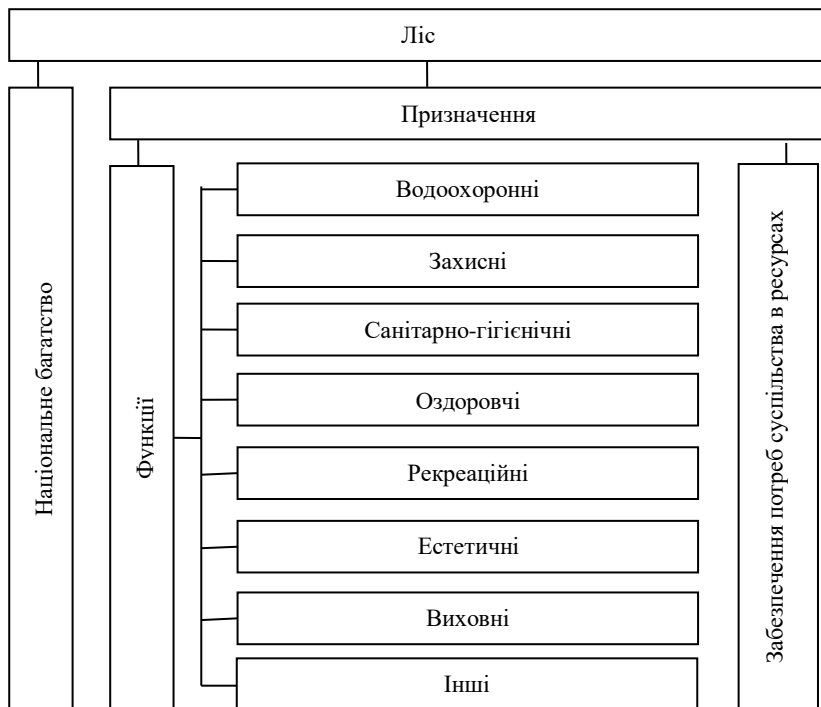 Ліс
Призначення
Національне багатство
Функції
Водоохоронні
Захисні
Санітарно-гігієнічні
Оздоровчі
Рекреаційні
Естетичні
Виховні
Інші
Забезпечення потреб суспільства в ресурсах